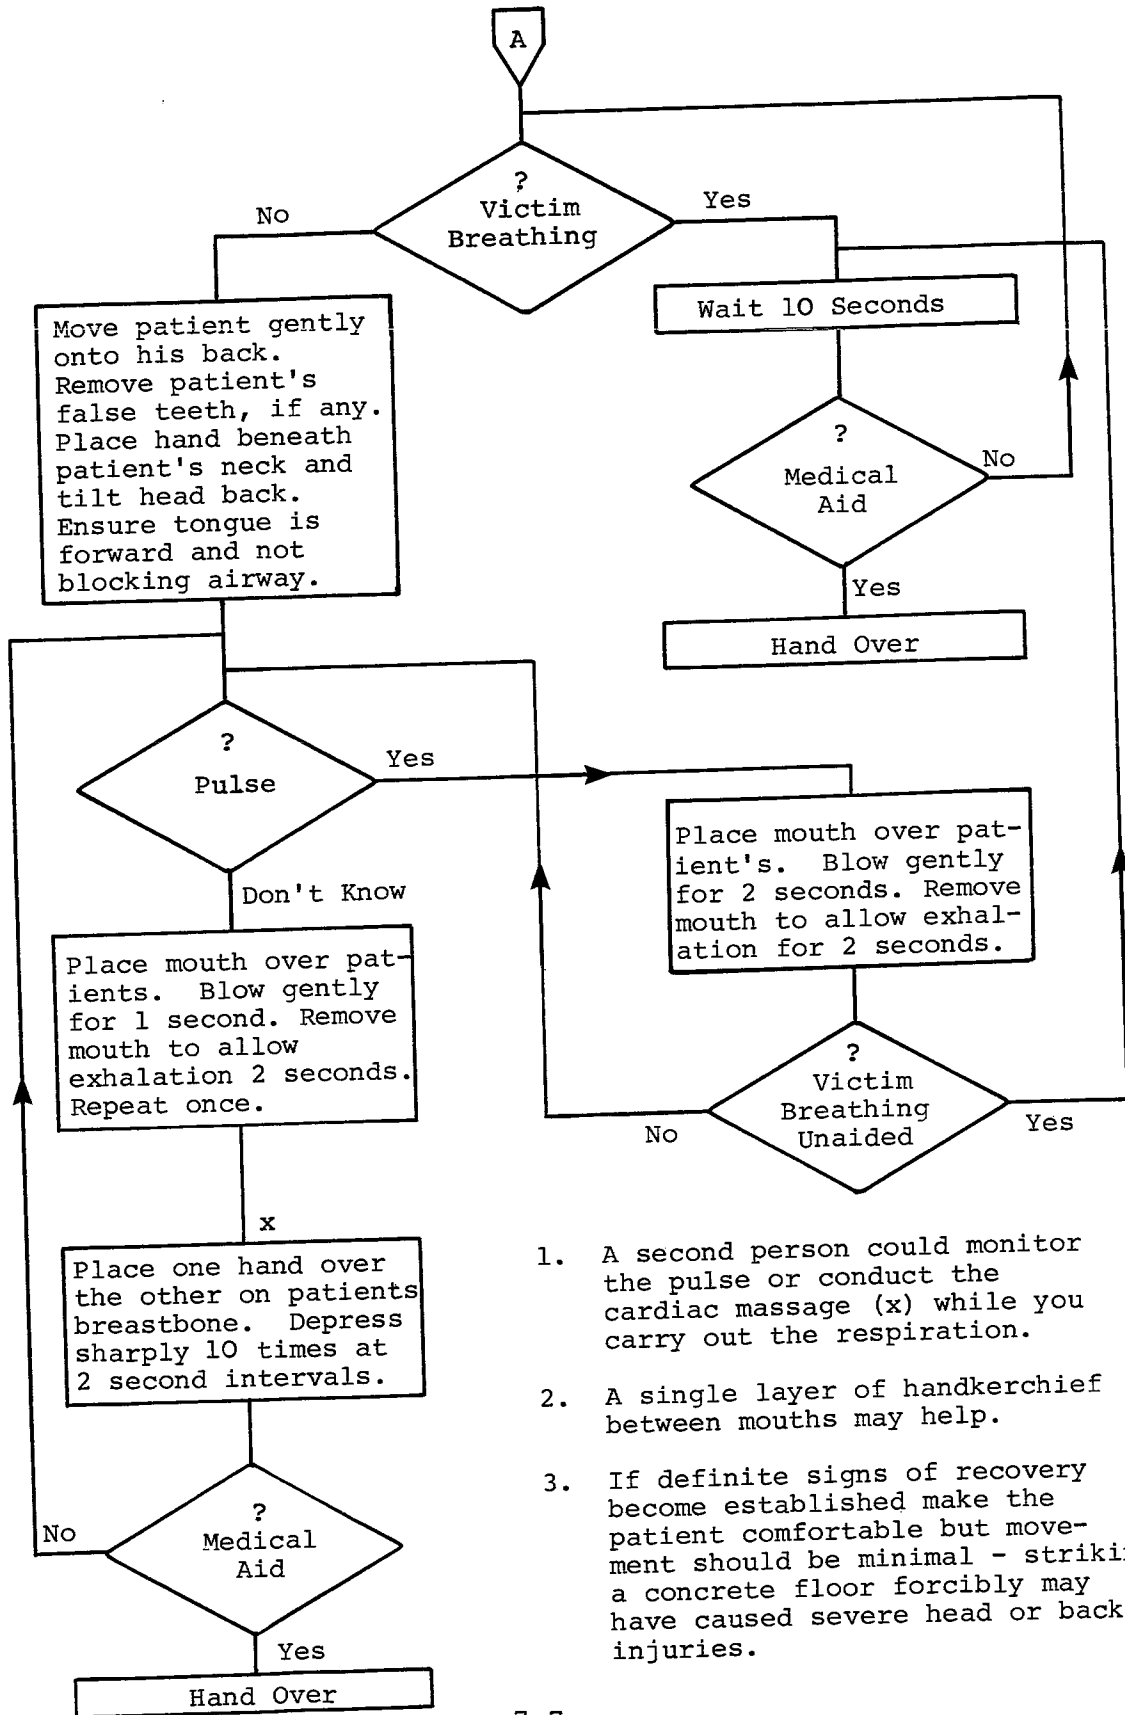 A
?
Victim
Breathing
No
Yes
Move patient gently
onto his back.
Remove patient's
false teeth, if any.
Place hand beneath
patient's neck and
tilt head back.
Ensure tongue is
forward and not
blocking airway.
Wait 10 Seconds
?
Medical
Aid
No
Yes
Hand Over
?
Pulse
Yes
Don't Know
Place mouth over pat-
ient's. Blow gently
for 2 seconds. Remove
mouth to allow exhal-
ation for 2 seconds.
Place mouth over pat-
ients. Blow gently
for 1 second. Remove
mouth to allow
exhalation 2 seconds.
Repeat once.
?
Victim
Breathing
Unaided
No
Yes
x
Place one hand over
the other on patients
breastbone. Depress
sharply 10 times at
2 second intervals.
?
Medical
Aid
No
Yes
Hand Over
1. A second person could monitor
the pulse or conduct the
cardiac massage (x) while you
carry out the respiration.
2. A single layer of handkerchief
between mouths may help.
3. If definite signs of recovery
become established make the
patient comfortable but move-
ment should be minimal -
a concrete floor forcibly may
have caused severe head or back
injuries.